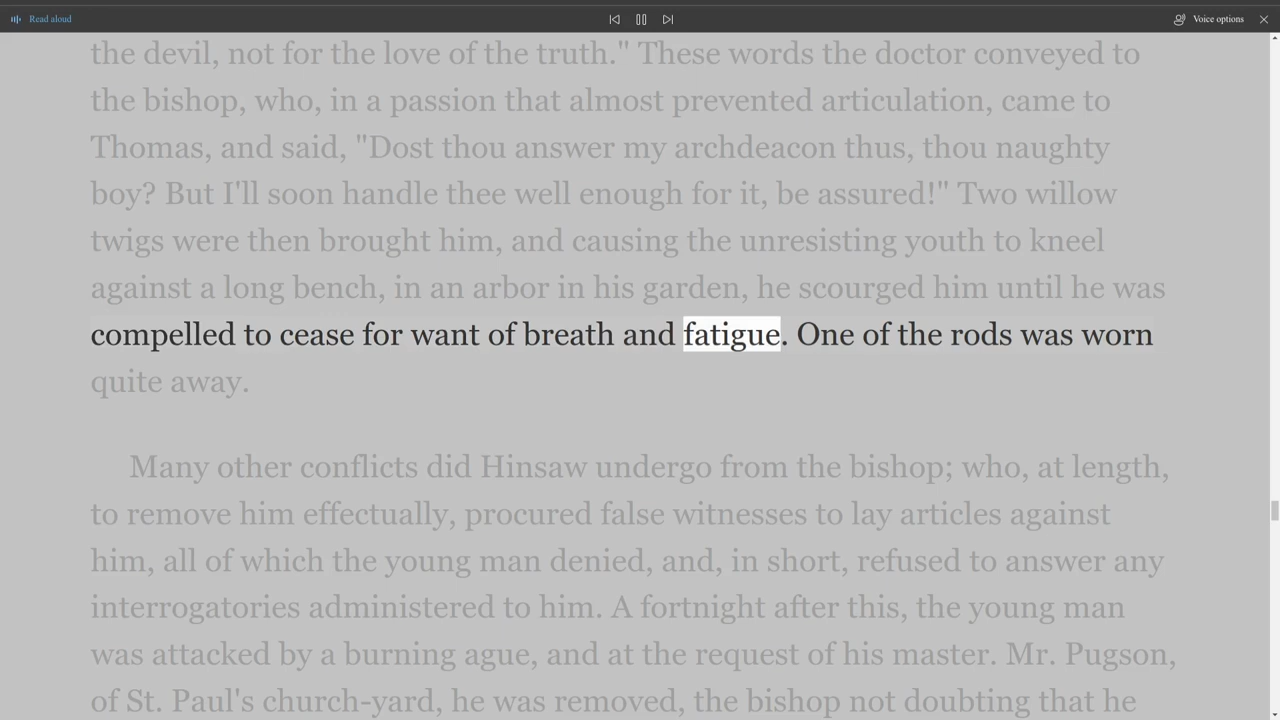 Read aloud
Voice options
the devil, not for the love of the truth." These words the doctor conveyed to
the bishop, who, in a passion that almost prevented articulation, came to
Thomas, and said, "Dost thou answer my archdeacon thus, thou naughty
boy? But I'll soon handle thee well enough for it, be assured!" Two willow
twigs were then brought him, and causing the unresisting youth to kneel
against a long bench, in an arbor in his garden, he scourged him until he was
compelled to cease for want of breath and fatigue. One of the rods was worn
quite away.
Many other conflicts did Hinsaw undergo from the bishop; who, at length,
to remove him effectually, procured false witnesses to lay articles against
him, all of which the young man denied, and, in short, refused to answer any
interrogatories administered to him. A fortnight after this, the young man
was attacked by a burning ague, and at the request of his master. Mr. Pugson,
of St. Paul's church-yard, he was removed, the bishop not doubting that he